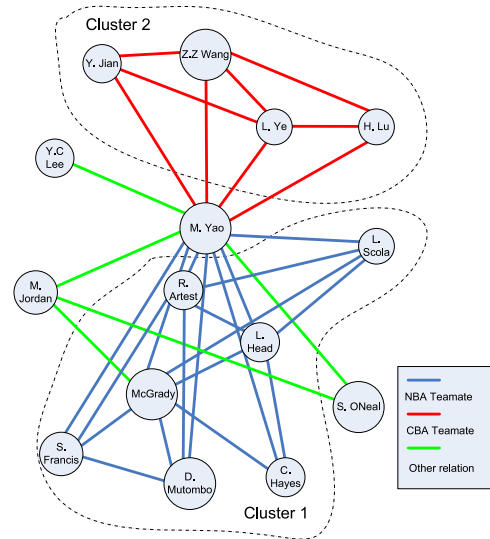 Cluster 2
Z.Z Wang
Y. Jian
L. Ye
H. Lu
Y.C
Lee
M. Yao
L.
Scola
R.
Artest
M.
Jordan
L.
Head
McGrady
S. ONeal
S.
Francis
D.
Mutombo
C.
Hayes
Cluster 1
NBA Teamate
CBA Teamate
Other relation